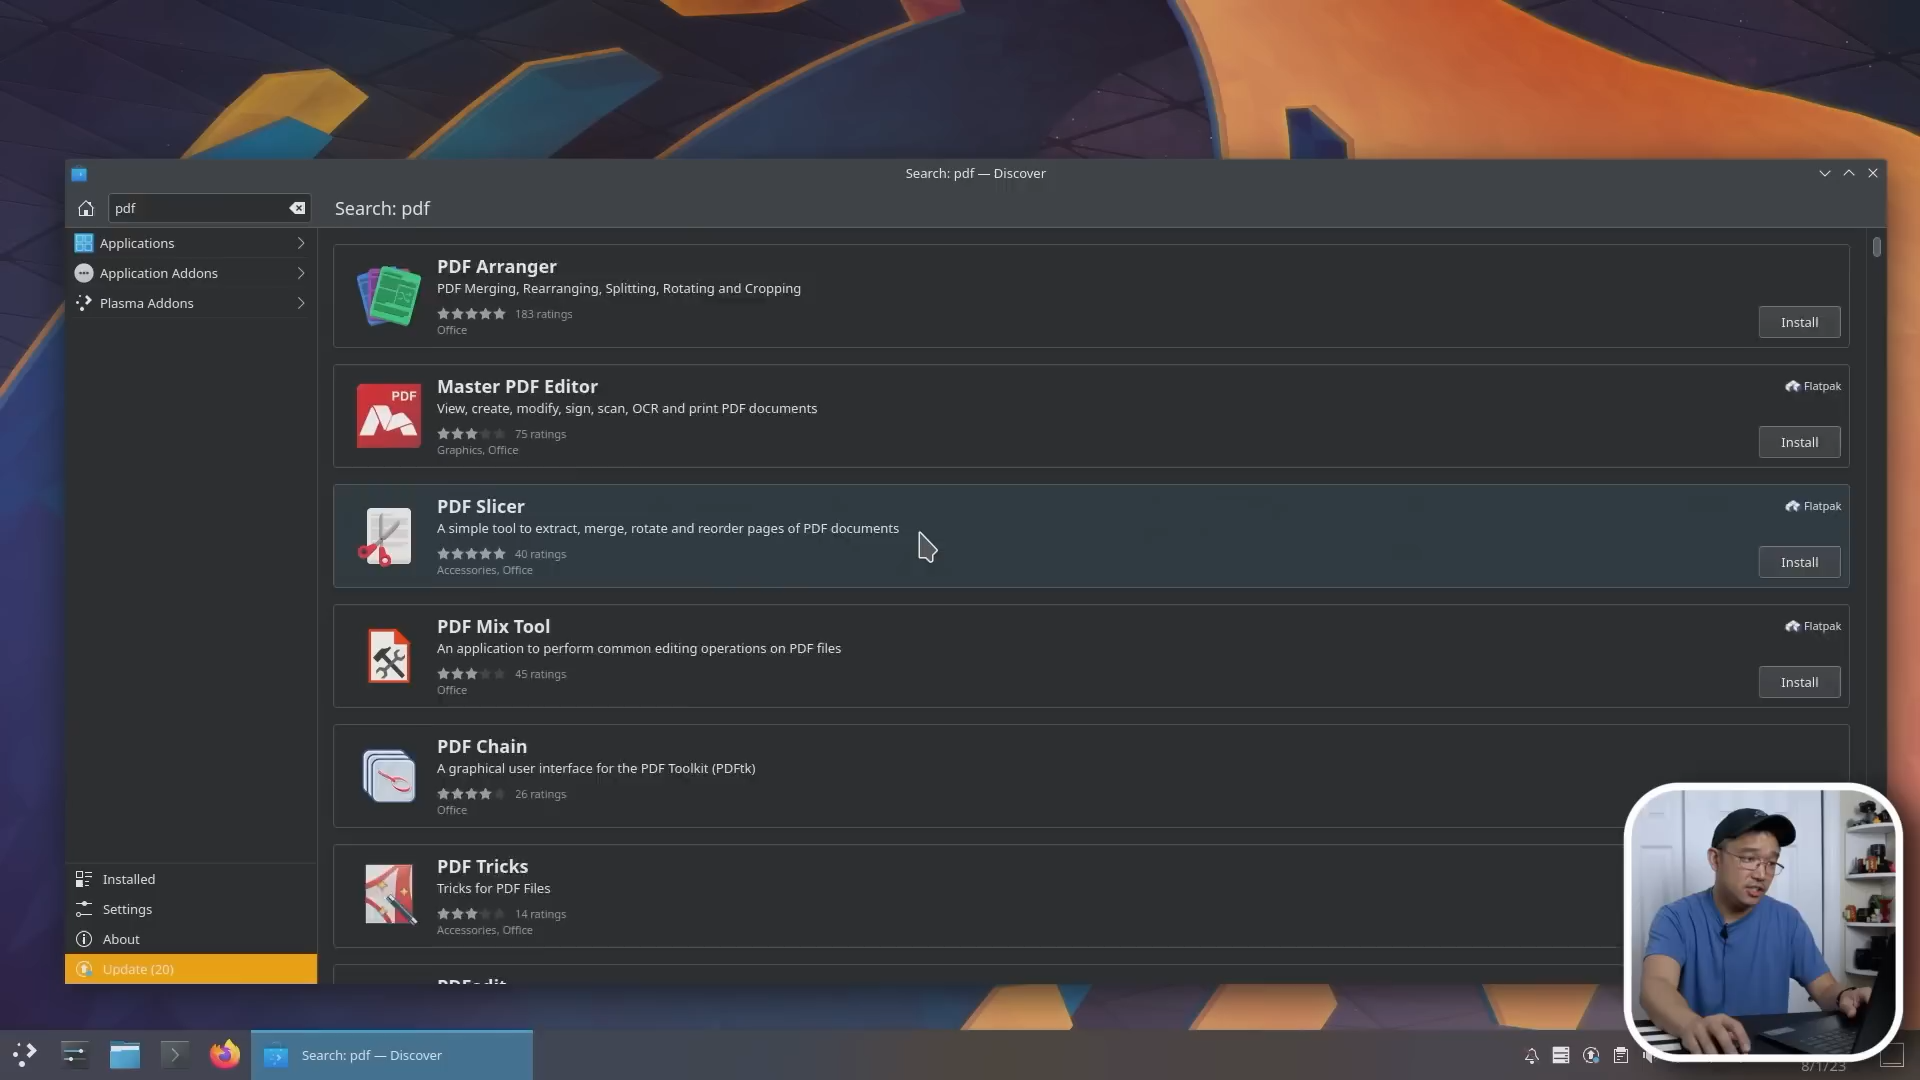 Search: pdf — Discover
pdf
Search: pdf
Applications
Application Addons
Plasma Addons
PDF Arranger
PDF Merging, Rearranging, Splitting, Rotating and Cropping
183 ratings
Office
Install
Master PDF Editor
Flatpak
View, create, modify, sign, scan, OCR and print PDF documents
75 ratings
Graphics, Office
Install
PDF
PDF Slicer
Flatpak
A simple tool to extract, merge, rotate and reorder pages of PDF documents
40 ratings
Accessories, Office
Install
PDF Mix Tool
Flatpak
An application to perform common editing operations on PDF files
45 ratings
Office
Install
PDF Chain
A graphical user interface for the PDF Toolkit (PDFtk)
26 ratings
Office
PDF Tricks
Tricks for PDF Files
14 ratings
Accessories, Office
Installed
Settings
About
Update (20)
Search: pdf — Discover
8/1/23